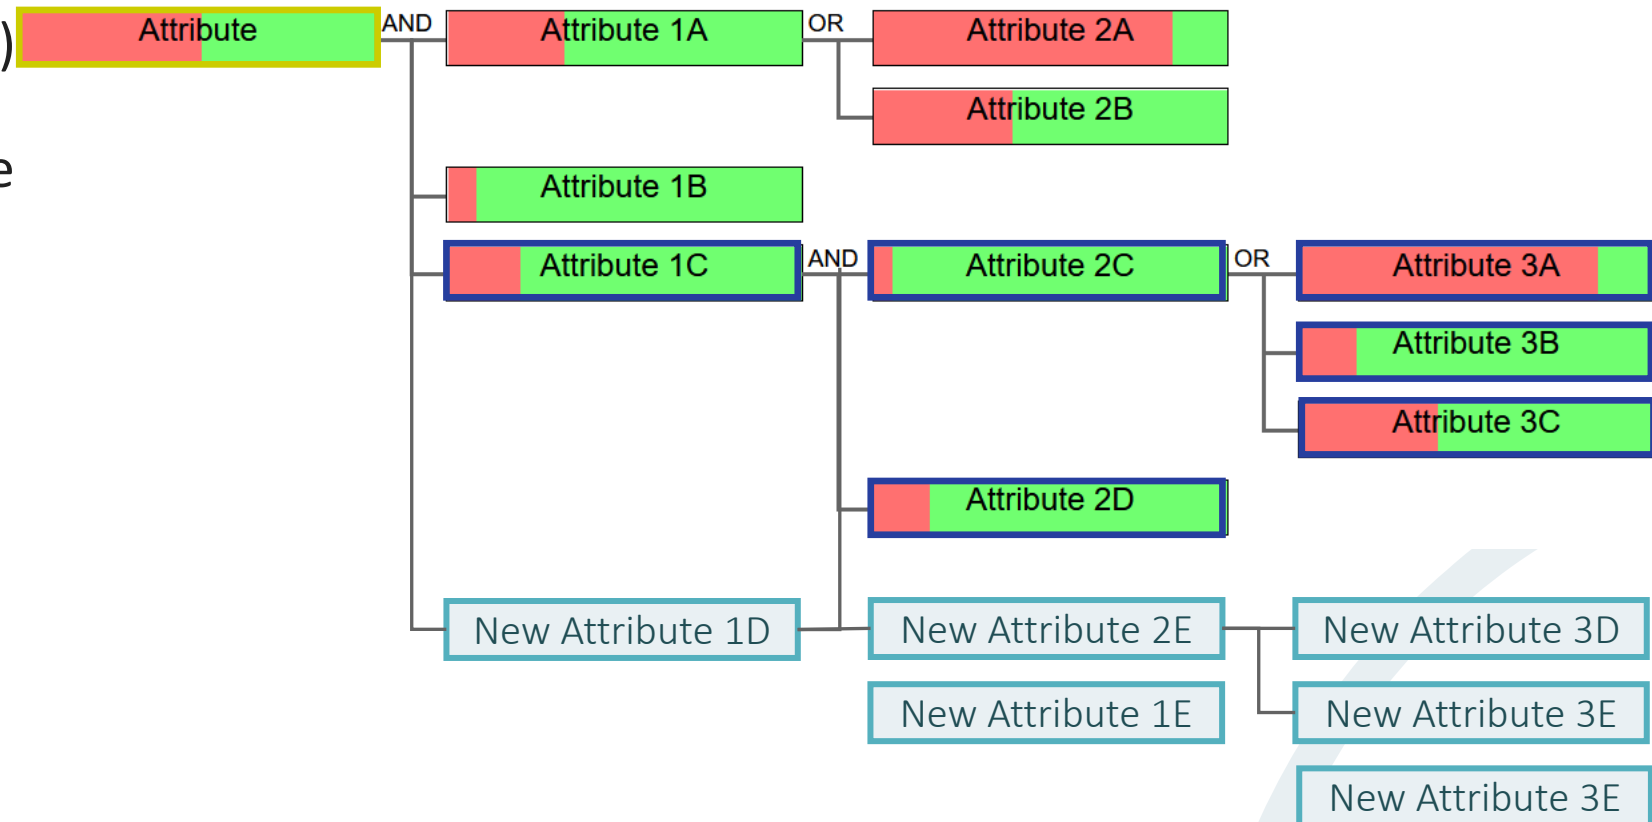 )
e
Attribute
AND
Attribute 1A
OR
Attribute 2A
Attribute 2B
Attribute 1B
Attribute 1C
AND
Attribute 2C
OR
Attribute 3A
Attribute 3B
Attribute 3C
Attribute 2D
New Attribute 1D
New Attribute 2E
New Attribute 3D
New Attribute 1E
New Attribute 3E
New Attribute 3E